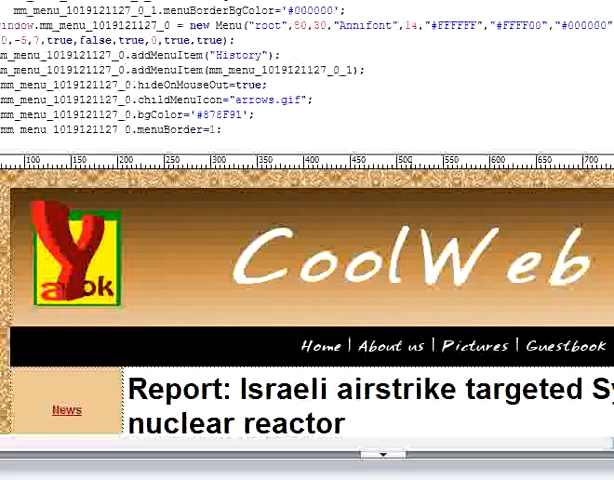 mm_menu_1019121127_0_1.menuBorderBgColor='#000000';
indow.mm_menu_1019121127_0 = new Menu("root",80,30,"Annifont",14,"#FFFFFF","#FFFF00","#000000"
0,-5,7,true,false,true,0,true,true);
mm_menu_1019121127_0.addMenuItem("History");
mm_menu_1019121127_0.addMenuItem(mm_menu_1019121127_0_1);
mm_menu_1019121127_0.hideOnMouseOut=true;
mm_menu_1019121127_0.childMenuIcon="arrows.gif";
mm_menu_1019121127_0.bgColor='#878F91';
mm_menu_1019121127_0.menuBorder=1;
100 150 200 250 300 350 400 450 500 550 600 650 700
CoolWeb
Home | About us | Pictures | Guestbook
Report: Israeli airstrike targeted Sy
News
nuclear reactor